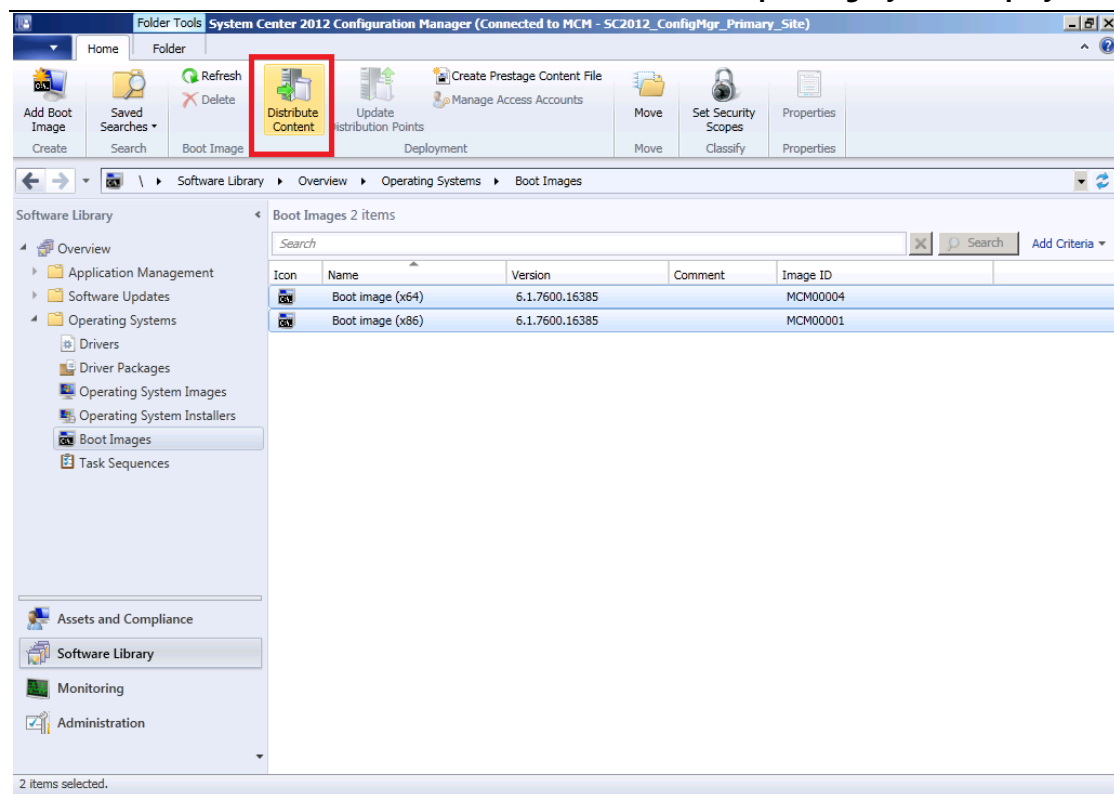 Folder Tools System Center 2012 Configuration Manager (Connected to MCM - SC2012_ConfigMgr_Primary_Site)
Home Folder
Add Boot Image
Saved Searches
Refresh
Delete
Distribute Content
Update Distribution Points
Create Prestage Content File
Manage Access Accounts
Move
Set Security Scopes
Properties
Create Search Boot Image Deployment Move Classify Properties
\ Software Library Overview Operating Systems Boot Images
Software Library
Overview
Application Management
Software Updates
Operating Systems
Drivers
Driver Packages
Operating System Images
Operating System Installers
Boot Images
Task Sequences
Assets and Compliance
Software Library
Monitoring
Administration
Boot Images 2 items
Search Search Add Criteria
Icon Name Version Comment Image ID
Boot image (x64) 6.1.7600.16385 MCM00004
Boot image (x86) 6.1.7600.16385 MCM00001
2 items selected.